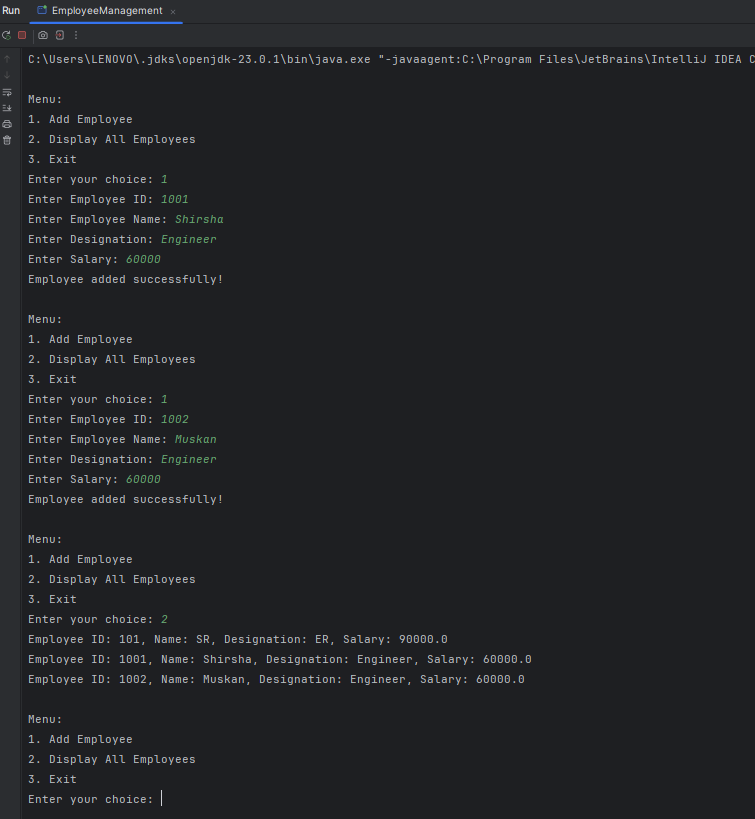 Run EmployeeManagement
C:\Users\LENOVO\.jdks\openjdk-23.0.1\bin\java.exe "-javaagent:C:\Program Files\JetBrains\IntelliJ IDEA C
Menu:
1. Add Employee
2. Display All Employees
3. Exit
Enter your choice: 1
Enter Employee ID: 1001
Enter Employee Name: Shirsha
Enter Designation: Engineer
Enter Salary: 60000
Employee added successfully!
Menu:
1. Add Employee
2. Display All Employees
3. Exit
Enter your choice: 1
Enter Employee ID: 1002
Enter Employee Name: Muskan
Enter Designation: Engineer
Enter Salary: 60000
Employee added successfully!
Menu:
1. Add Employee
2. Display All Employees
3. Exit
Enter your choice: 2
Employee ID: 101, Name: SR, Designation: ER, Salary: 90000.0
Employee ID: 1001, Name: Shirsha, Designation: Engineer, Salary: 60000.0
Employee ID: 1002, Name: Muskan, Designation: Engineer, Salary: 60000.0
Menu:
1. Add Employee
2. Display All Employees
3. Exit
Enter your choice: